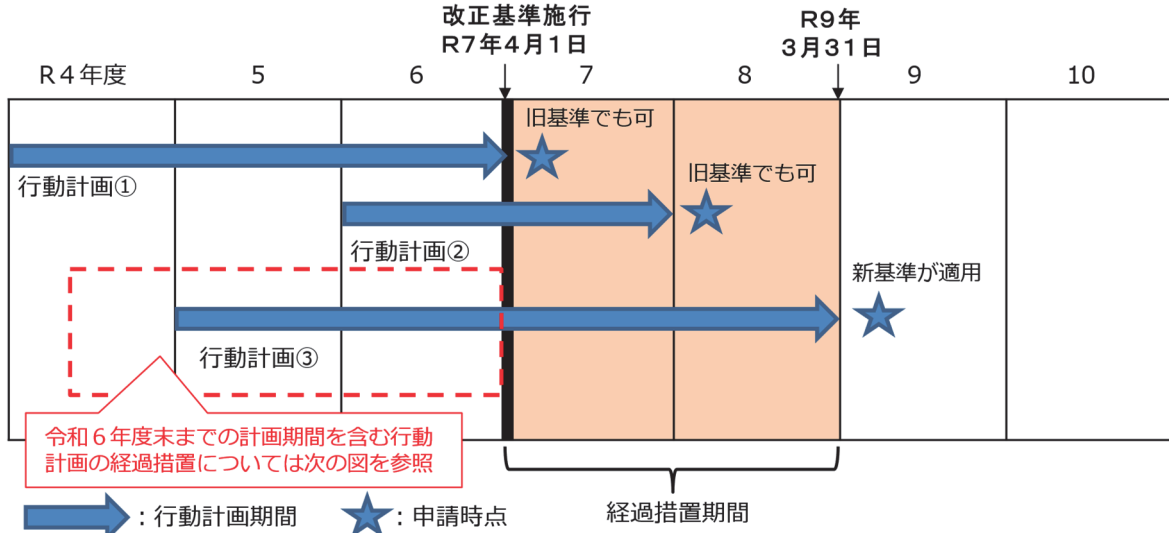 改正基準施行
R7年4月1日
R9年
3月31日
R4年度
5
6
7
8
9
10
旧基準でも可
行動計画①
旧基準でも可
行動計画②
新基準が適用
行動計画③
令和6年度末までの計画期間を含む行動
計画の経過措置については次の図を参照
:行動計画期間
:申請時点
経過措置期間